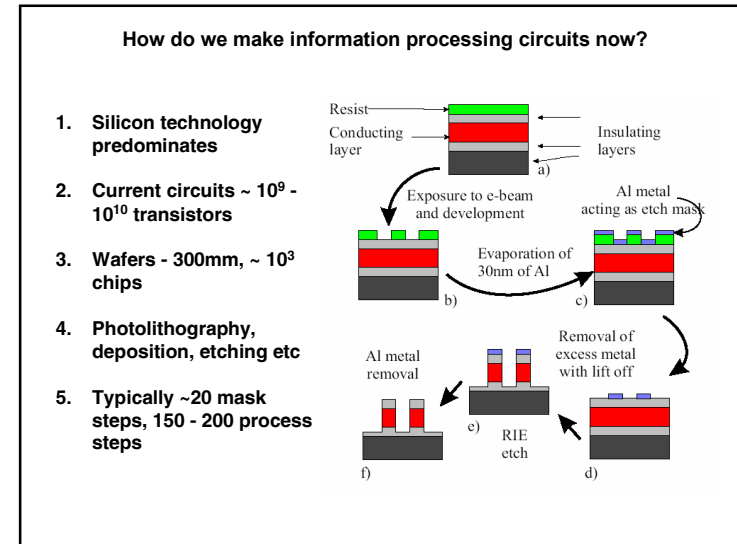 How do we make information processing circuits now?
1. Silicon technology
predominates
2. Current circuits ~ 10⁹ -
10¹⁰ transistors
3. Wafers - 300mm, ~ 10³
chips
4. Photolithography,
deposition, etching etc
5. Typically ~20 mask
steps, 150 - 200 process
steps
Resist
Conducting
layer
Insulating
layers
a)
Exposure to e-beam
and development
Al metal
acting as etch mask
b)
Evaporation of
30nm of Al
c)
Removal of
excess metal
with lift off
d)
RIE
etch
e)
Al metal
removal
f)